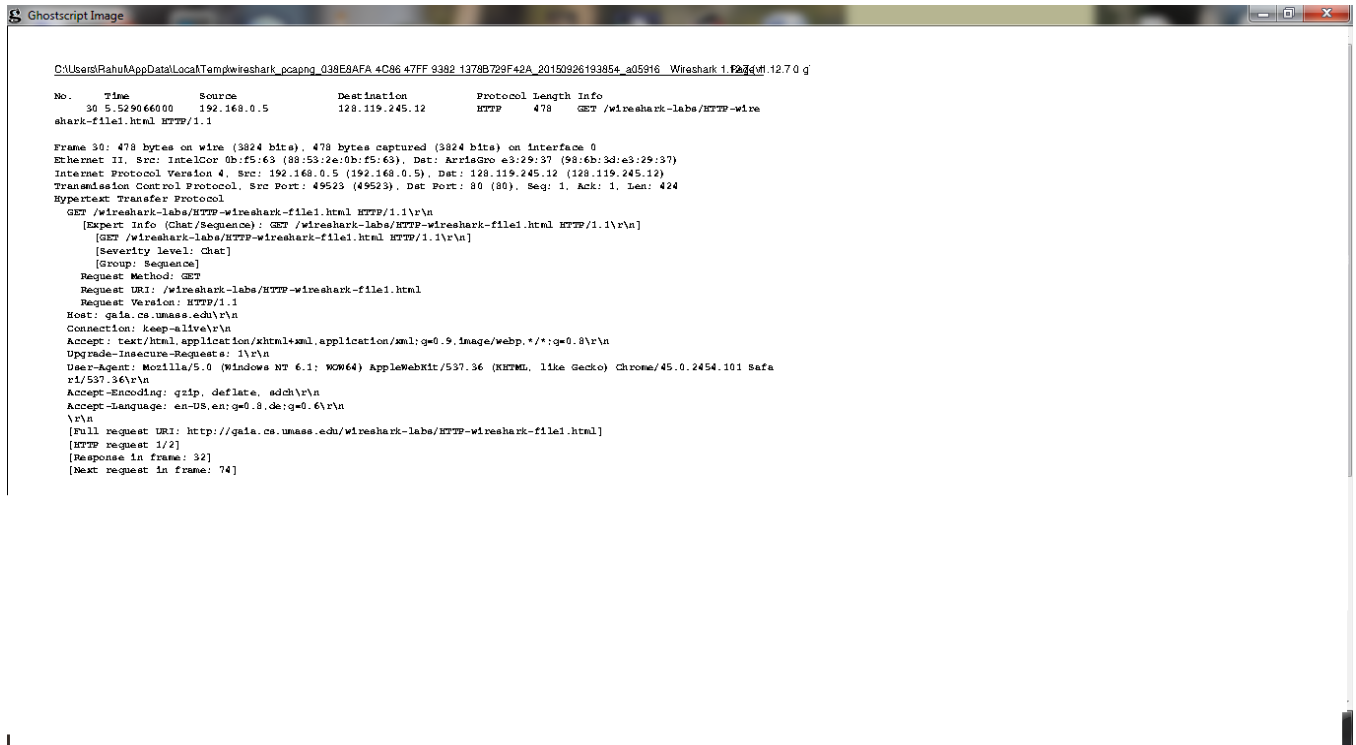 Ghostscript Image
C:\Users\Rahul\AppData\Local\Temp\wireshark_pcapng_038E8AFA 4C86 47FF 9382 1378B729F42A_20150926193854_a05916 Wireshark 1.12.7 0 g
No. Time Source Destination Protocol Length Info
30 5.529066000 192.168.0.5 128.119.245.12 HTTP 478 GET /wireshark-labs/HTTP-wire
shark-file1.html HTTP/1.1
Frame 30: 478 bytes on wire (3824 bits), 478 bytes captured (3824 bits) on interface 0
Ethernet II, Src: IntelCor 0b:f5:63 (88:53:2e:0b:f5:63), Dst: ArrisGro e3:29:37 (98:6b:3d:e3:29:37)
Internet Protocol Version 4, Src: 192.168.0.5 (192.168.0.5), Dst: 128.119.245.12 (128.119.245.12)
Transmission Control Protocol, Src Port: 49523 (49523), Dst Port: 80 (80), Seq: 1, Ack: 1, Len: 424
Hypertext Transfer Protocol
GET /wireshark-labs/HTTP-wireshark-file1.html HTTP/1.1\r\n
[Expert Info (Chat/Sequence): GET /wireshark-labs/HTTP-wireshark-file1.html HTTP/1.1\r\n]
[GET /wireshark-labs/HTTP-wireshark-file1.html HTTP/1.1\r\n]
[Severity level: Chat]
[Group: Sequence]
Request Method: GET
Request URI: /wireshark-labs/HTTP-wireshark-file1.html
Request Version: HTTP/1.1
Host: gaia.cs.umass.edu\r\n
Connection: keep-alive\r\n
Accept: text/html,application/xhtml+xml,application/xml;q=0.9,image/webp,*/*;q=0.8\r\n
Upgrade-Insecure-Requests: 1\r\n
User-Agent: Mozilla/5.0 (Windows NT 6.1; WOW64) AppleWebKit/537.36 (KHTML, like Gecko) Chrome/45.0.2454.101 Safa
ri/537.36\r\n
Accept-Encoding: gzip, deflate, sdch\r\n
Accept-Language: en-US,en;q=0.8,de;q=0.6\r\n
\r\n
[Full request URI: http://gaia.cs.umass.edu/wireshark-labs/HTTP-wireshark-file1.html]
[HTTP request 1/2]
[Response in frame: 32]
[Next request in frame: 74]